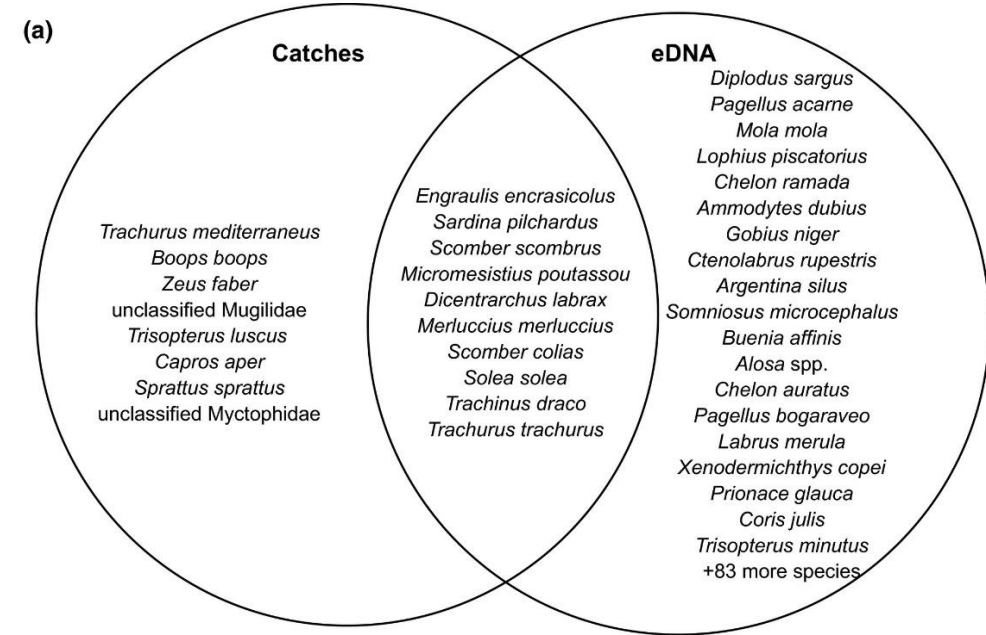 (a)
Catches
Trachurus mediterraneus
Boops boops
Zeus faber
unclassified Mugilidae
Trisopterus luscus
Capros aper
Sprattus sprattus
unclassified Myctophidae
Engraulis encrasicolus
Sardina pilchardus
Scomber scombrus
Micromesistius poutassou
Dicentrarchus labrax
Merluccius merluccius
Scomber colias
Solea solea
Trachinus draco
Trachurus trachurus
eDNA
Diplodus sargus
Pagellus acarne
Mola mola
Lophius piscatorius
Chelon ramada
Ammodytes dubius
Gobius niger
Ctenolabrus rupestris
Argentina silus
Somniosus microcephalus
Buenia affinis
Alosa spp.
Chelon auratus
Pagellus bogaraveo
Labrus merula
Xenodermichthys copei
Prionace glauca
Coris julis
Trisopterus minutus
+83 more species